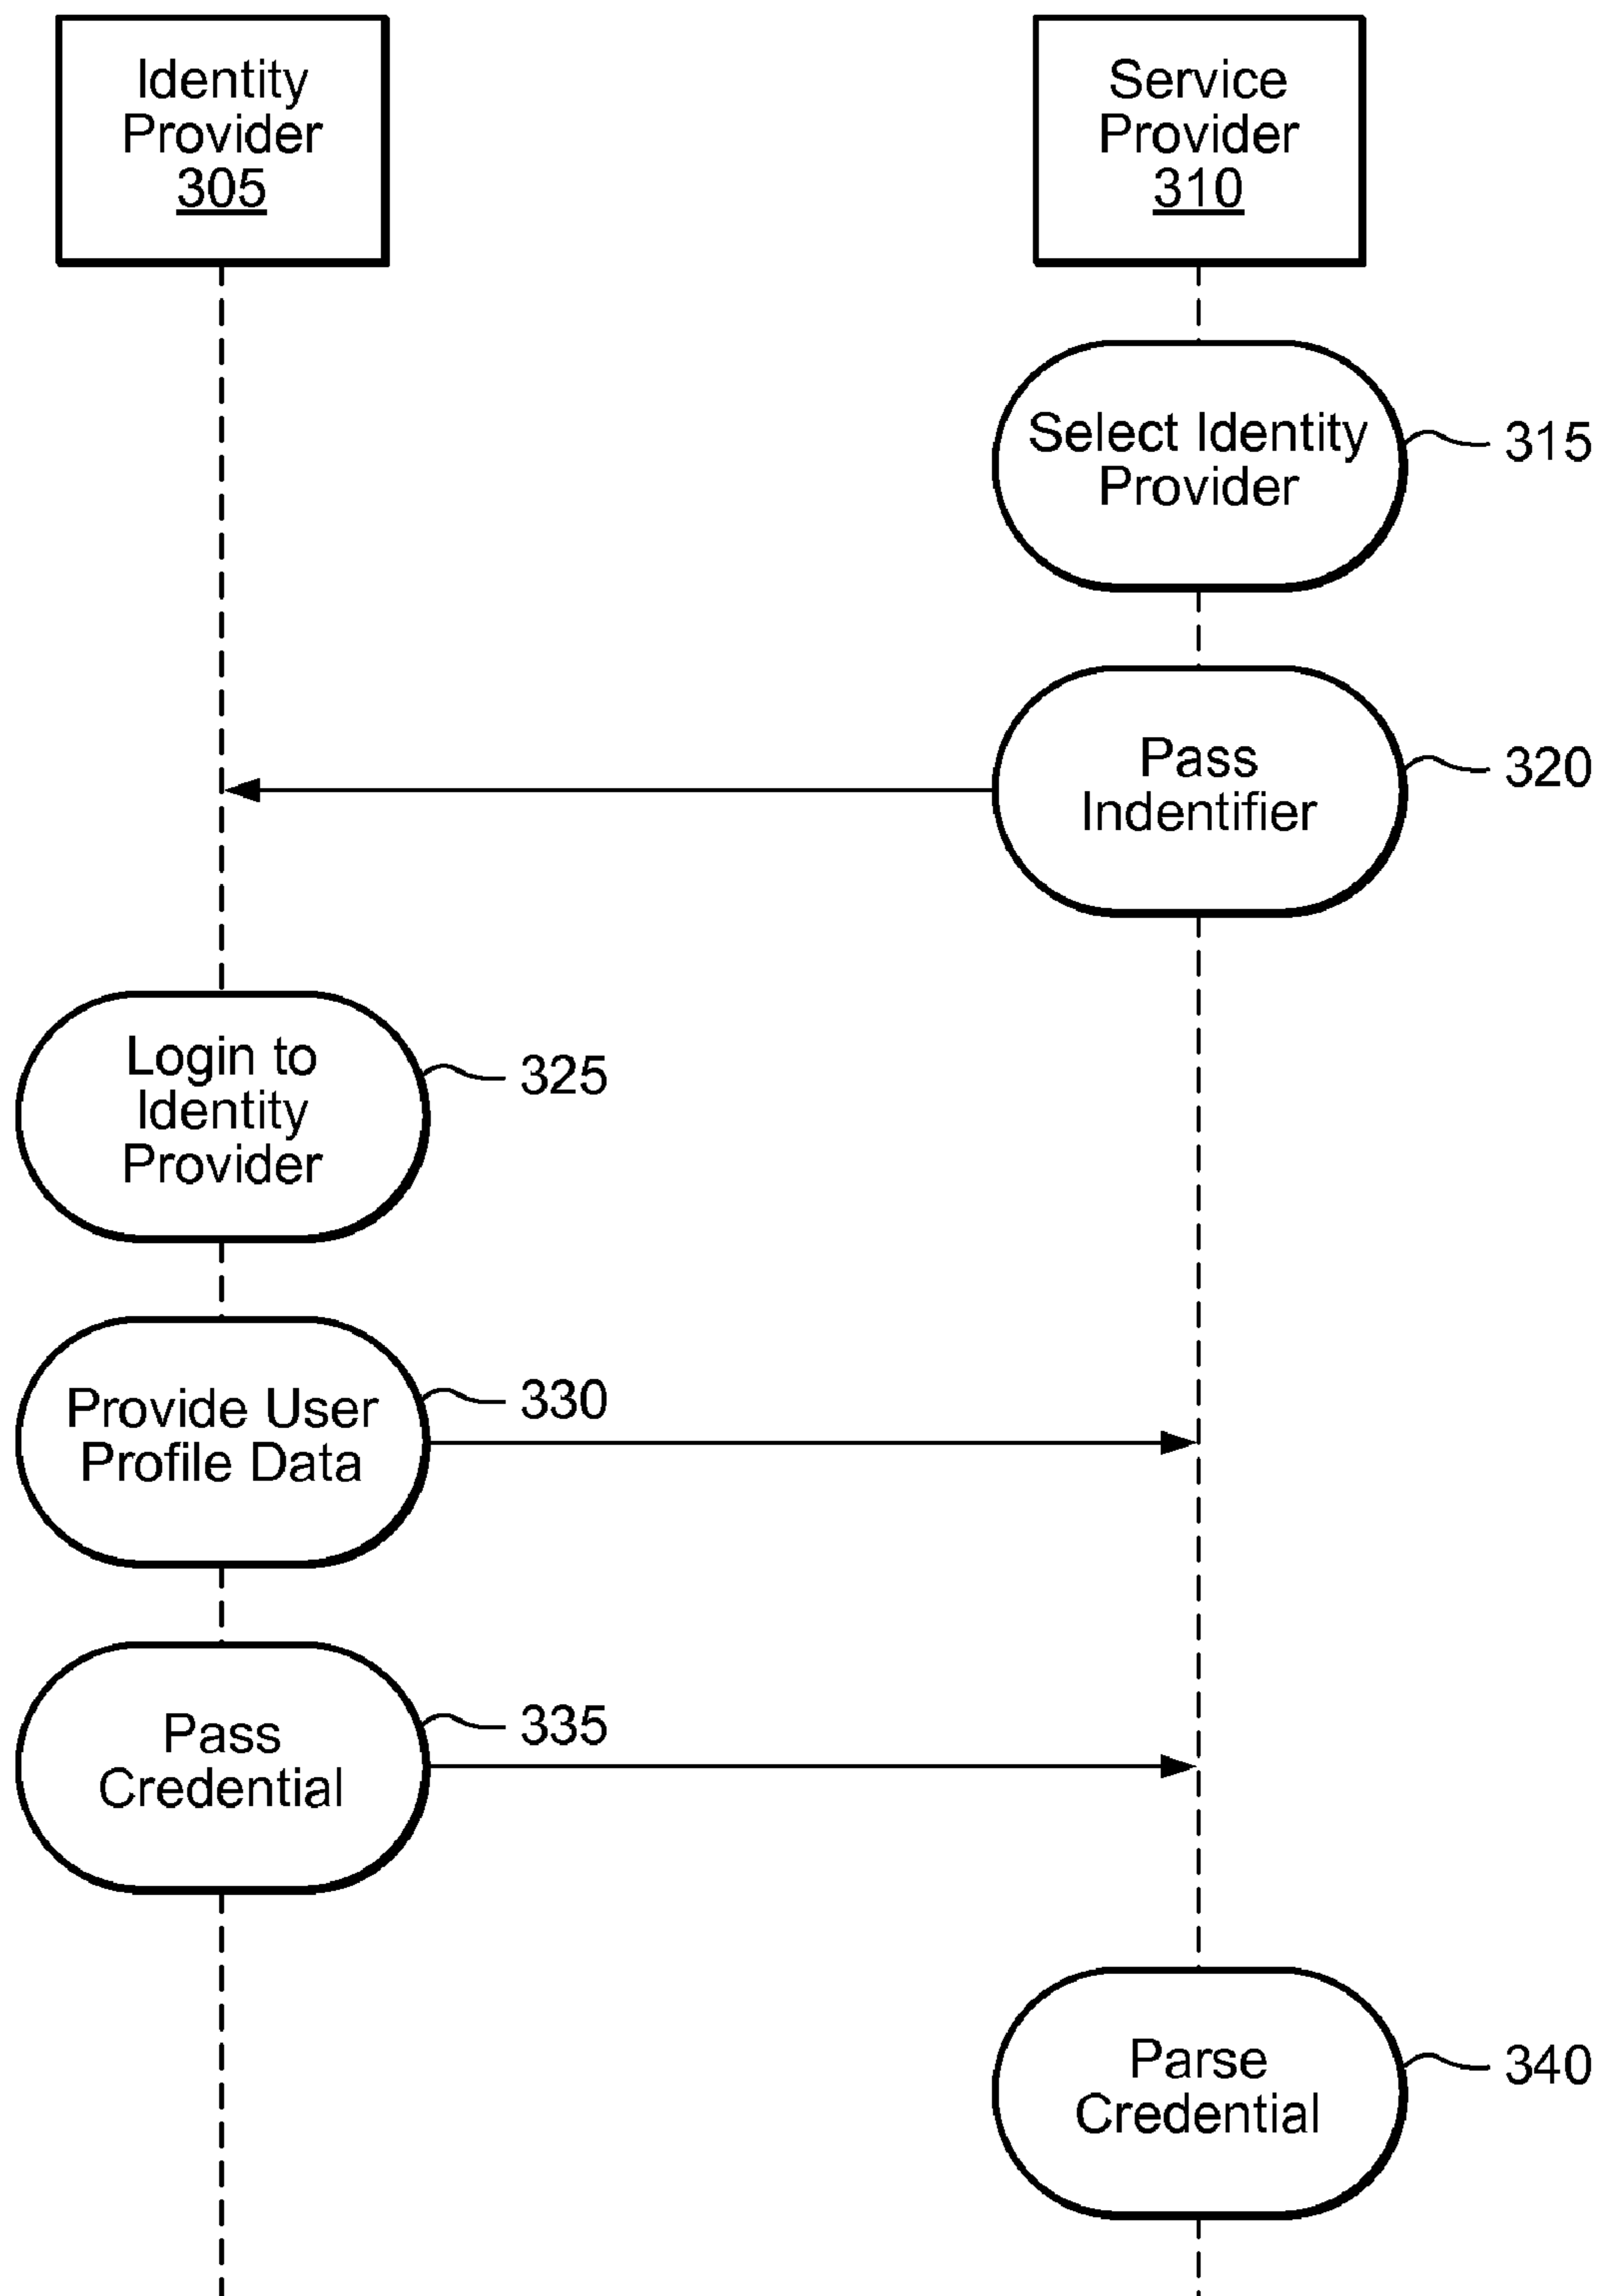 Identity
Provider
305
Service
Provider
310
Select Identity
Provider
315
Pass
Indentifier
320
Login to
Identity
Provider
325
Provide User
Profile Data
330
Pass
Credential
335
Parse
Credential
340